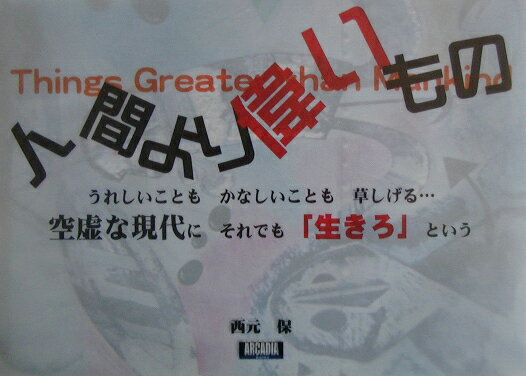 Things Greater than Mankind
人間より偉いもの
うれしいことも かなしいことも 草しげる…
空虚な現代に それでも 「生きろ」 という
西元 保
ARCADIA